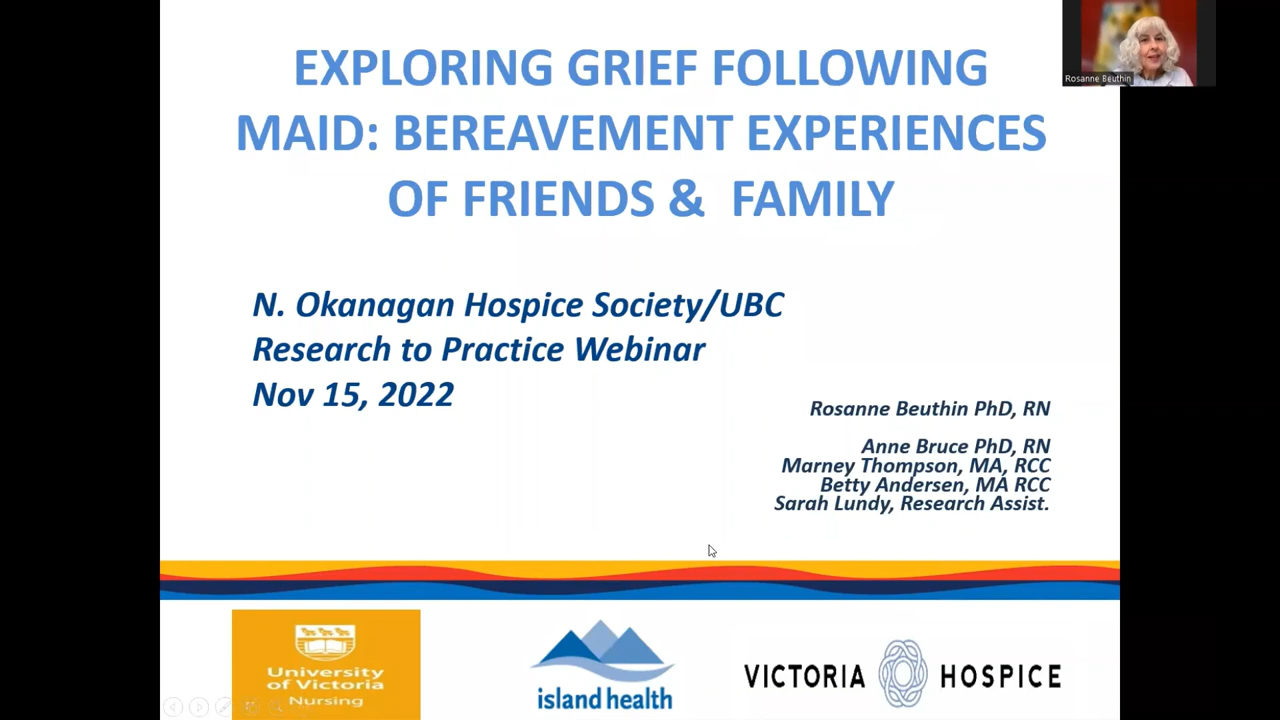 EXPLORING GRIEF FOLLOWING
MAID: BEREAVEMENT EXPERIENCES
OF FRIENDS & FAMILY
Rosanne Beuthin
N. Okanagan Hospice Society/UBC
Research to Practice Webinar
Nov 15, 2022
Rosanne Beuthin PhD, RN
Anne Bruce PhD, RN
Marney Thompson, MA, RCC
Betty Andersen, MA RCC
Sarah Lundy, Research Assist.
University
of Victoria
Nursing
island health
VICTORIA HOSPICE